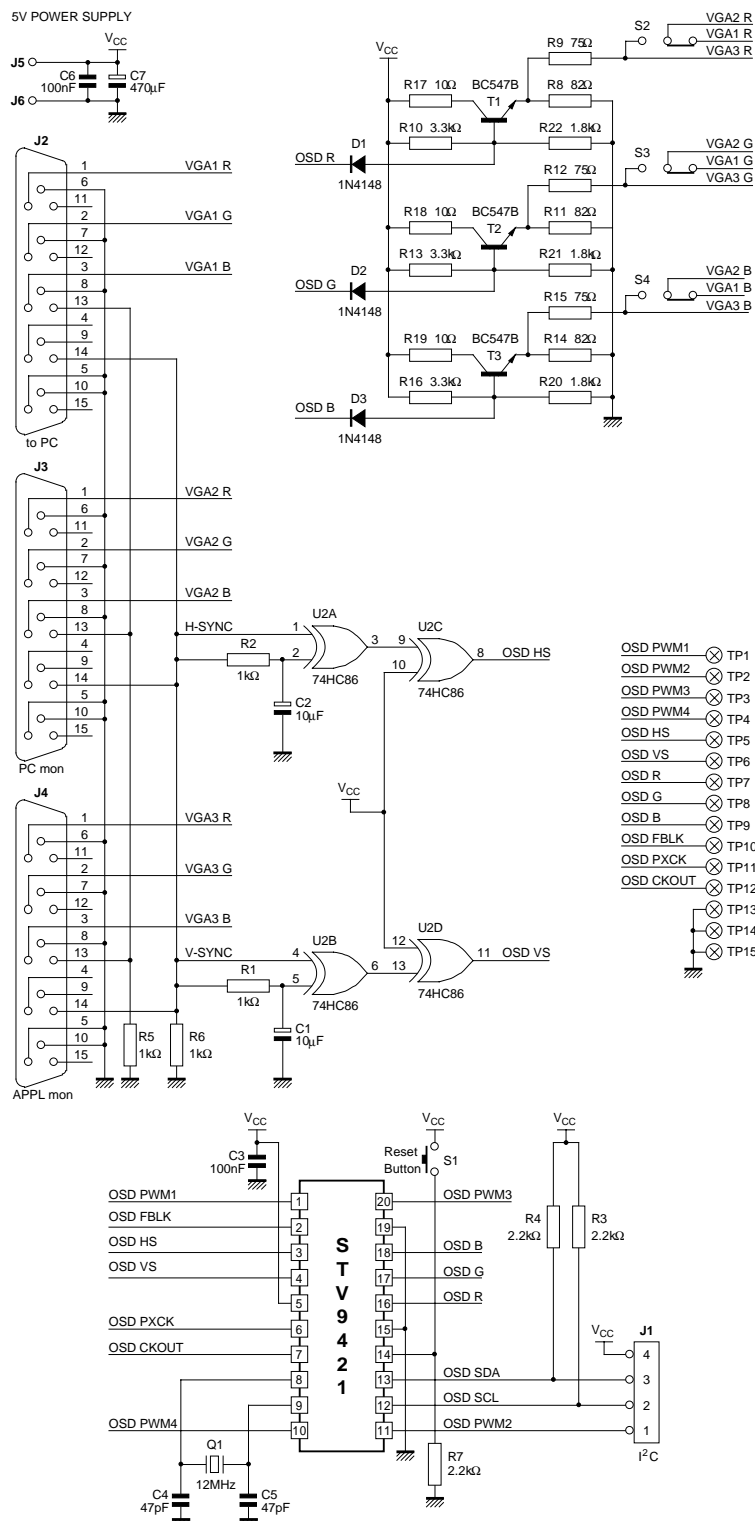 5V POWER SUPPLY
VCC
J5
C6
100nF
C7
470µF
J6
J2
1 VGA1 R
6
11
2 VGA1 G
7
12
3 VGA1 B
8
13
4
9
14
5
10
15
to PC
J3
1 VGA2 R
6
11
2 VGA2 G
7
12
3 VGA2 B
8
13
4
9
14
5
10
15
PC mon
J4
1 VGA3 R
6
11
2 VGA3 G
7
12
3 VGA3 B
8
13
4
9
14
5
10
15
APPL mon
R5
1kΩ
R6
1kΩ
VCC
R9 75Ω
S2
VGA2 R
VGA1 R
VGA3 R
R17 10Ω
BC547B
T1
R8 82Ω
R10 3.3kΩ
R22 1.8kΩ
OSD R
D1
1N4148
R12 75Ω
S3
VGA2 G
VGA1 G
VGA3 G
R18 10Ω
BC547B
T2
R11 82Ω
R13 3.3kΩ
R21 1.8kΩ
OSD G
D2
1N4148
R15 75Ω
S4
VGA2 B
VGA1 B
VGA3 B
R19 10Ω
BC547B
T3
R14 82Ω
R16 3.3kΩ
R20 1.8kΩ
OSD B
D3
1N4148
H-SYNC
R2
1kΩ
C2
10µF
U2A
1
2
3
74HC86
U2C
9
10
8 OSD HS
74HC86
VCC
V-SYNC
R1
1kΩ
C1
10µF
U2B
4
5
6
74HC86
U2D
12
13
11 OSD VS
74HC86
OSD PWM1 TP1
OSD PWM2 TP2
OSD PWM3 TP3
OSD PWM4 TP4
OSD HS TP5
OSD VS TP6
OSD R TP7
OSD G TP8
OSD B TP9
OSD FBLK TP10
OSD PXCK TP11
OSD CKOUT TP12
TP13
TP14
TP15
VCC
C3
100nF
OSD PWM1 1
OSD FBLK 2
OSD HS 3
OSD VS 4
5
OSD PXCK 6
OSD CKOUT 7
8
9
OSD PWM4 10
STV9421
20 OSD PWM3
19
18 OSD B
17 OSD G
16 OSD R
15
14
13 OSD SDA
12 OSD SCL
11 OSD PWM2
VCC
Reset
Button
S1
VCC
R4
2.2kΩ
R3
2.2kΩ
J1
VCC
4
3
2
1
I2C
Q1
12MHz
C4
47pF
C5
47pF
R7
2.2kΩ